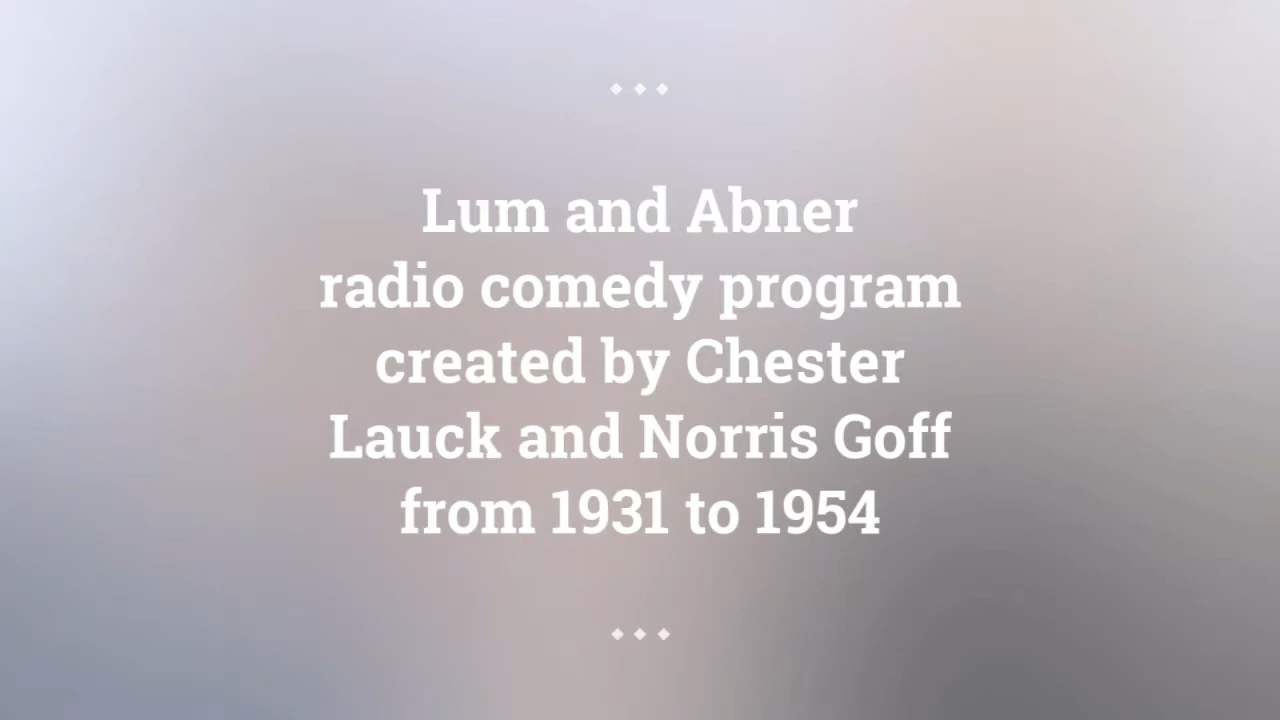 Lum and Abner
radio comedy program
created by Chester
Lauck and Norris Goff
from 1931 to 1954